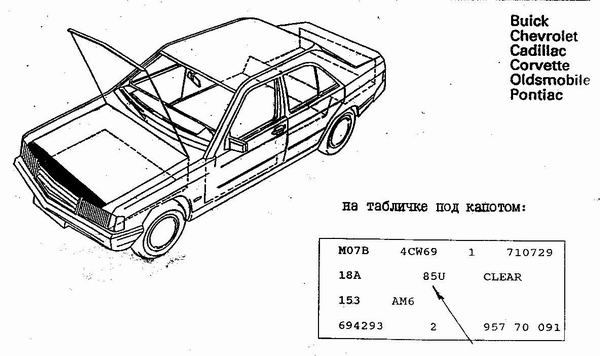 Buick
Chevrolet
Cadillac
Corvette
Oldsmobile
Pontiac
на табличке под капотом:
M07B 4CW69 1 710729
18A 85U CLEAR
153 AM6
694293 2 957 70 091